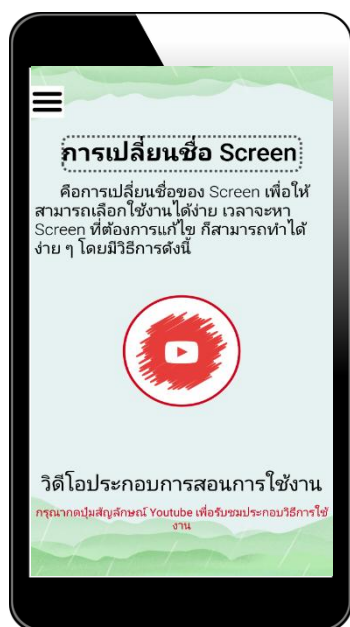 การเปลี่ยนชื่อ Screen
คือการเปลี่ยนชื่อของ Screen เพื่อให้
สามารถเลือกใช้งานได้ง่าย เวลาจะหา
Screen ที่ต้องการแก้ไข ก็สามารถทำได้
ง่าย ๆ โดยมีวิธีการดังนี้
วิดีโอประกอบการสอนการใช้งาน
กรุณากดปุ่มสัญลักษณ์ Youtube เพื่อรับชมประกอบวิธีการใช้
งาน